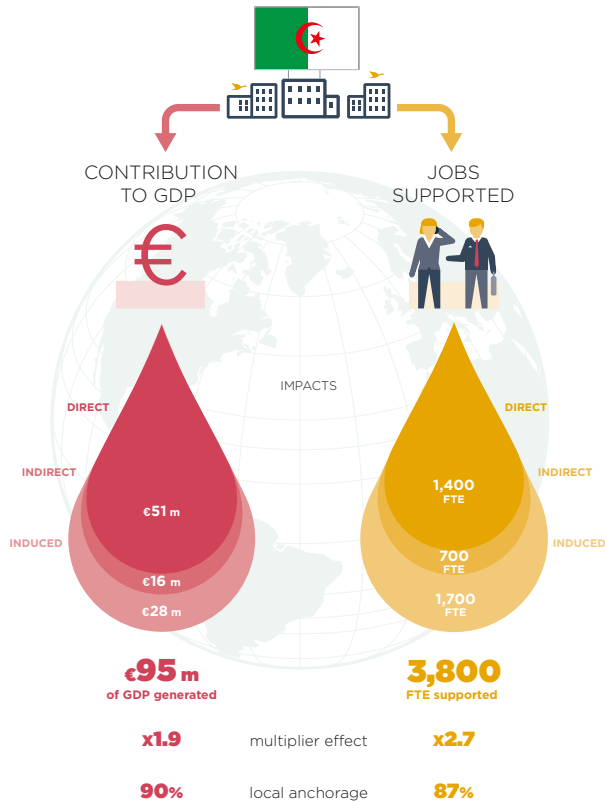 CONTRIBUTION
TO GDP
JOBS
SUPPORTED
€
IMPACTS
DIRECT
DIRECT
INDIRECT
1,400
FTE
INDIRECT
€51 m
INDUCED
INDUCED
700
FTE
€16 m
1,700
FTE
€28 m
€95 m
of GDP generated
3,800
FTE supported
x1.9 multiplier effect x2.7
90% local anchorage 87%